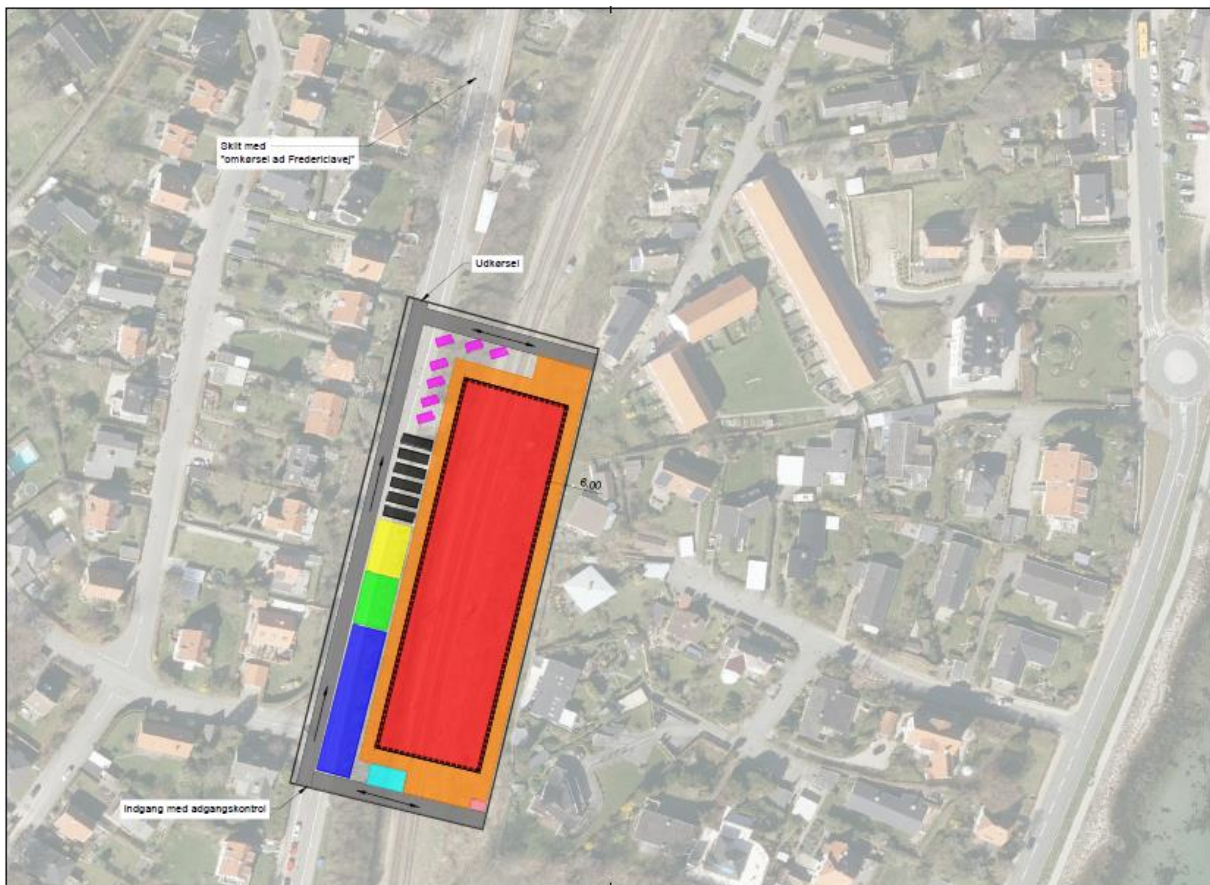 Skilt med
"omkørsel ad Fredericiavej"
Udkørsel
6.00
Indgang med adgangskontrol